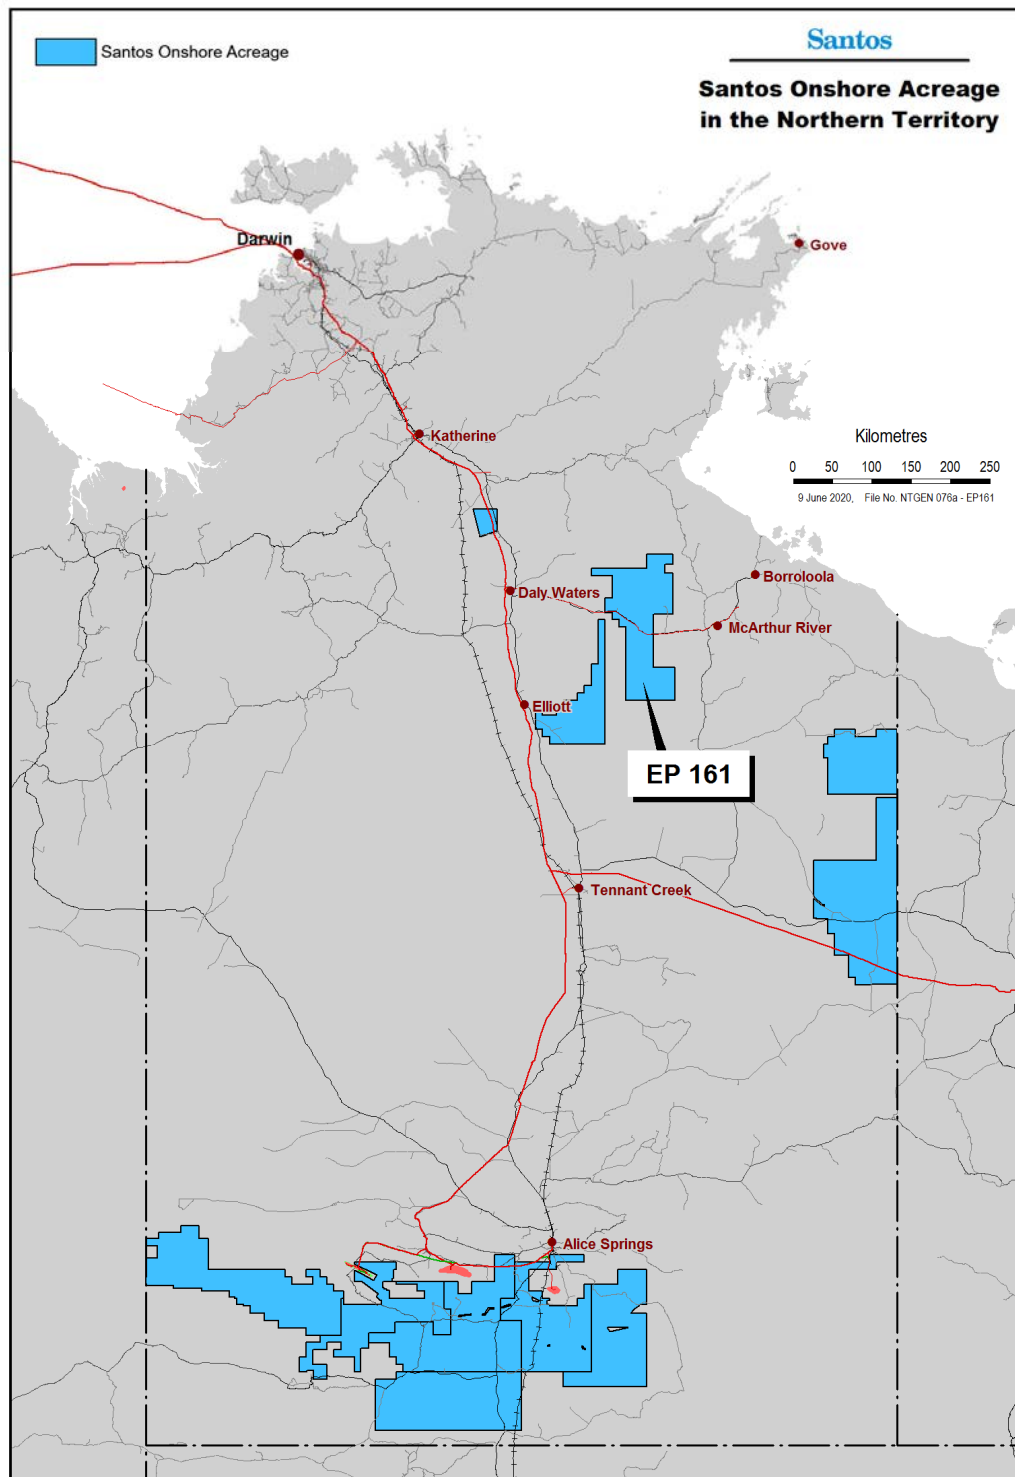 Santos Onshore Acreage
Santos
Santos Onshore Acreage
in the Northern Territory
Darwin
Gove
Katherine
Kilometres
0 50 100 150 200 250
9 June 2020, File No. NTGEN 076a - EP161
Daly Waters
Borroloola
McArthur River
Elliott
EP 161
Tennant Creek
Alice Springs